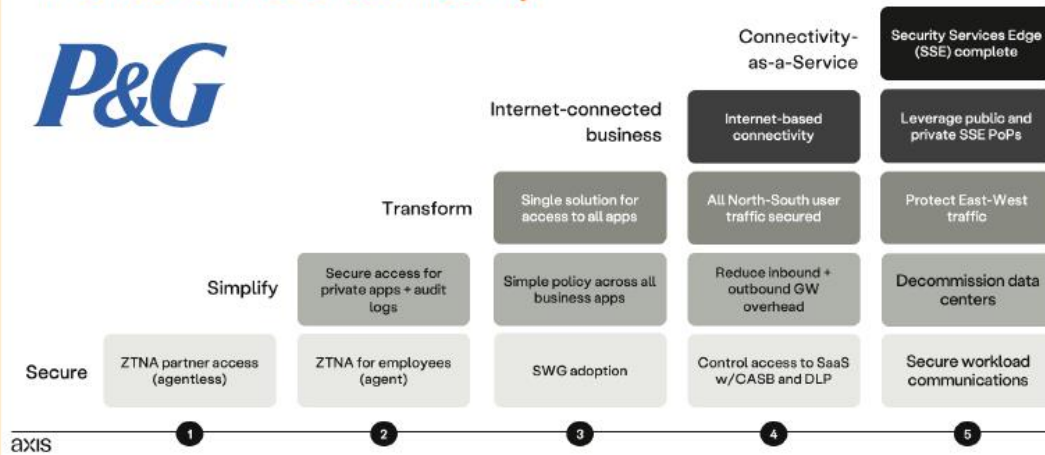 P&G
Connectivity-
as-a-Service
Security Services Edge
(SSE) complete
Internet-connected
business
Internet-based
connectivity
Leverage public and
private SSE PoPs
Transform
Single solution for
access to all apps
All North-South user
traffic secured
Protect East-West
traffic
Simplify
Secure access for
private apps + audit
logs
Simple policy across all
business apps
Reduce inbound +
outbound GW
overhead
Decommission data
centers
Secure
ZTNA partner access
(agentless)
ZTNA for employees
(agent)
SWG adoption
Control access to SaaS
w/CASB and DLP
Secure workload
communications
1
2
3
4
5
axis